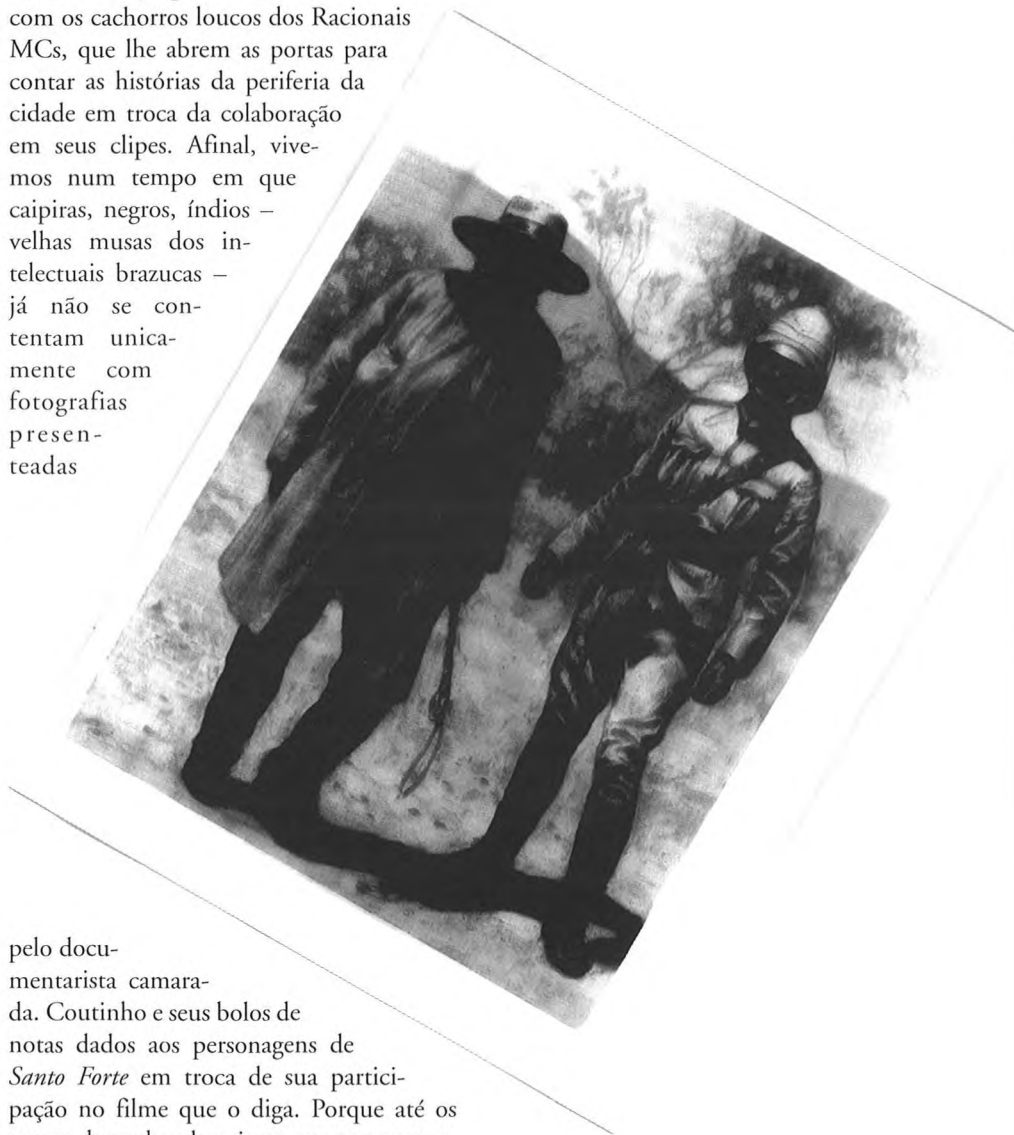 com os cachorros loucos dos Racionais
MCs, que lhe abrem as portas para
contar as histórias da periferia da
cidade em troca da colaboração
em seus clipes. Afinal, vive-
mos num tempo em que
caipiras, negros, índios –
velhas musas dos in-
telectuais brazucas –
já não se con-
tentam unica-
mente com
fotografias
presen-
teadas
pelo docu-
mentarista camara-
da. Coutinho e seus bolos de
notas dados aos personagens de
Santo Forte em troca de sua partici-
pação no filme que o diga. Porque até os